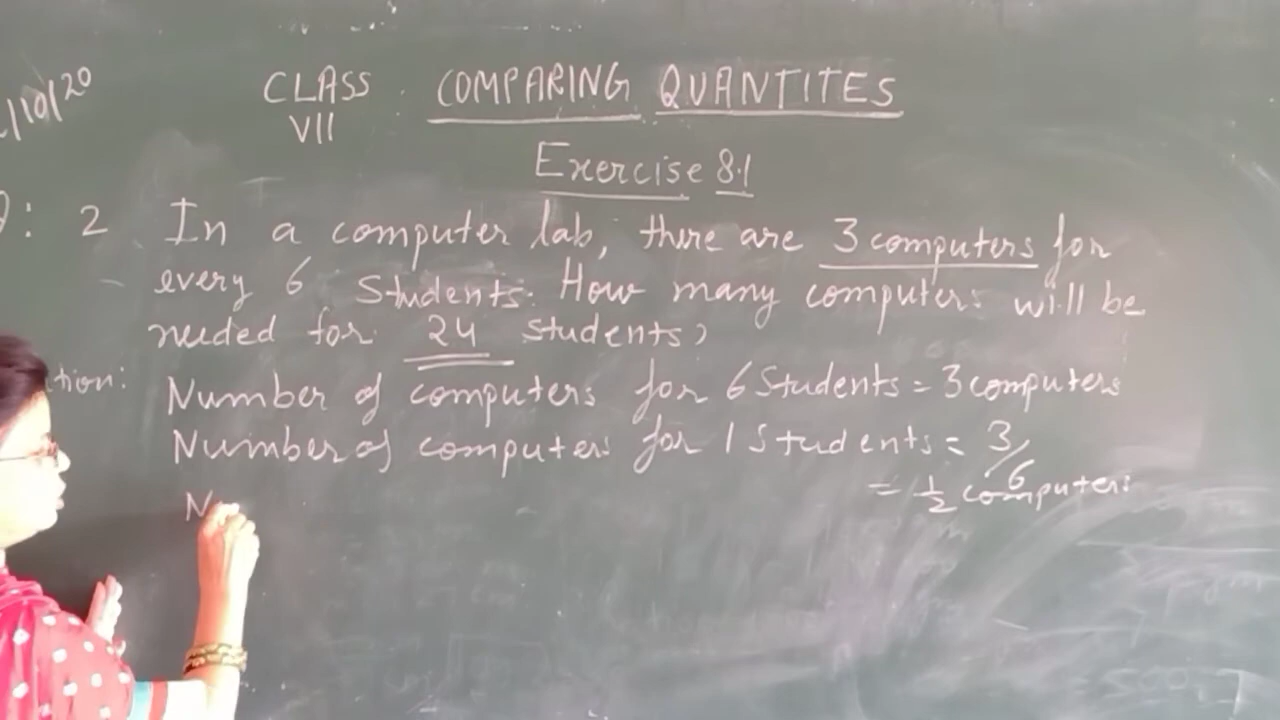 /10/20
CLASS
VII
COMPARING QUANTITES
Exercise 8.1
Q: 2 In a computer lab, there are 3 computers for
every 6 Students. How many computers will be
needed for 24 students?
tion: Number of computers for 6 Students = 3 computers
Number of computers for 1 Students = 3/6
= 1/2 computers
N